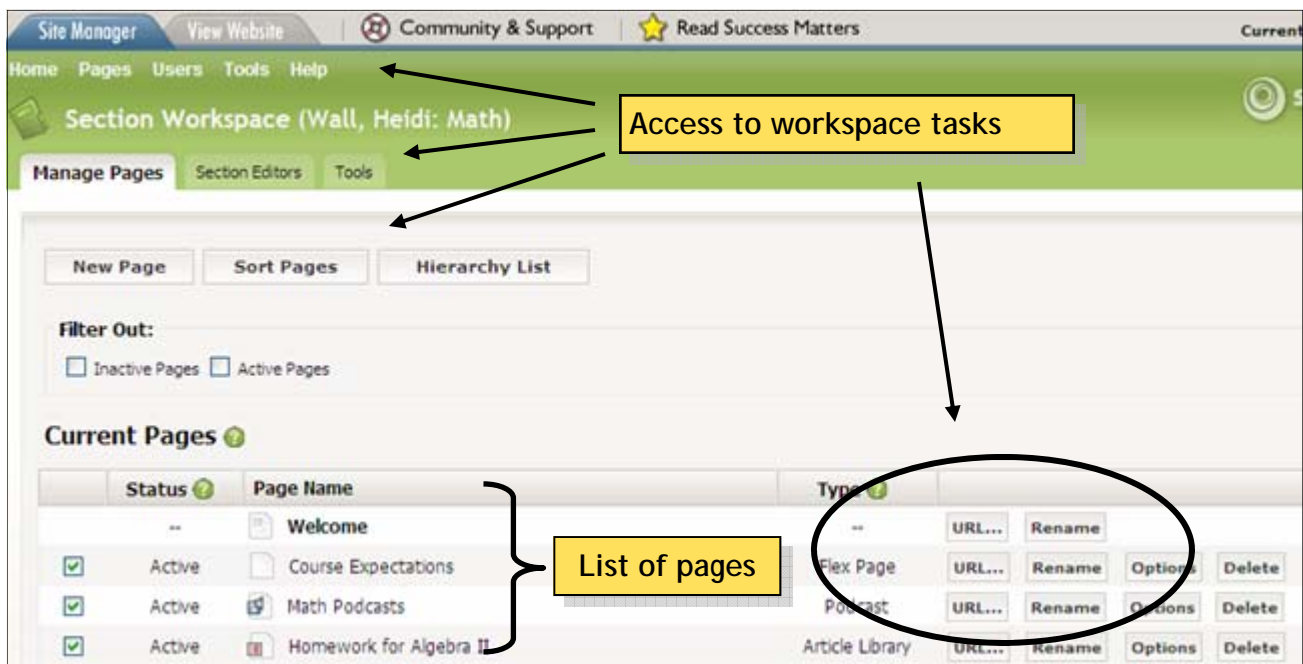 Site Manager View Website Community & Support Read Success Matters Current
Home Pages Users Tools Help
Section Workspace (Wall, Heidi: Math)
Access to workspace tasks
Manage Pages Section Editors Tools
New Page Sort Pages Hierarchy List
Filter Out:
Inactive Pages Active Pages
Current Pages
Status Page Name Type
-- Welcome -- URL... Rename
Active Course Expectations Flex Page URL... Rename Options Delete
List of pages
Active Math Podcasts Podcast URL... Rename Options Delete
Active Homework for Algebra II Article Library URL... Rename Options Delete